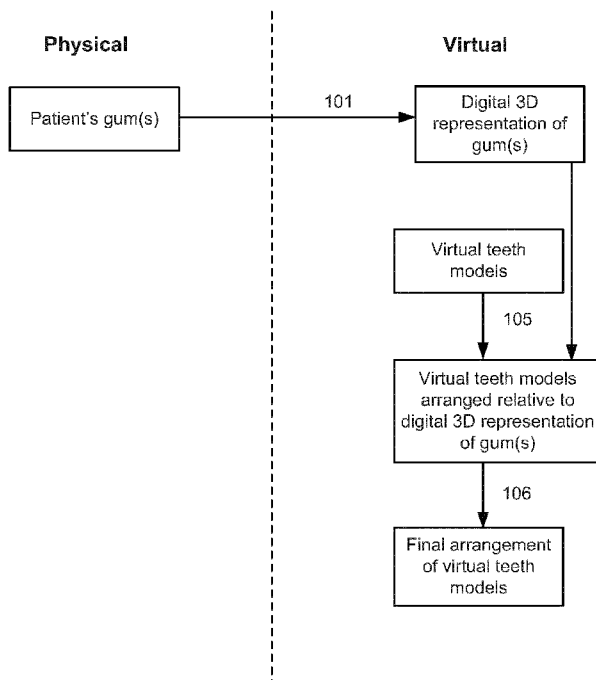 Physical
Virtual
Patient's gum(s)
101
Digital 3D
representation of
gum(s)
Virtual teeth
models
105
Virtual teeth models
arranged relative to
digital 3D representation
of gum(s)
106
Final arrangement
of virtual teeth
models